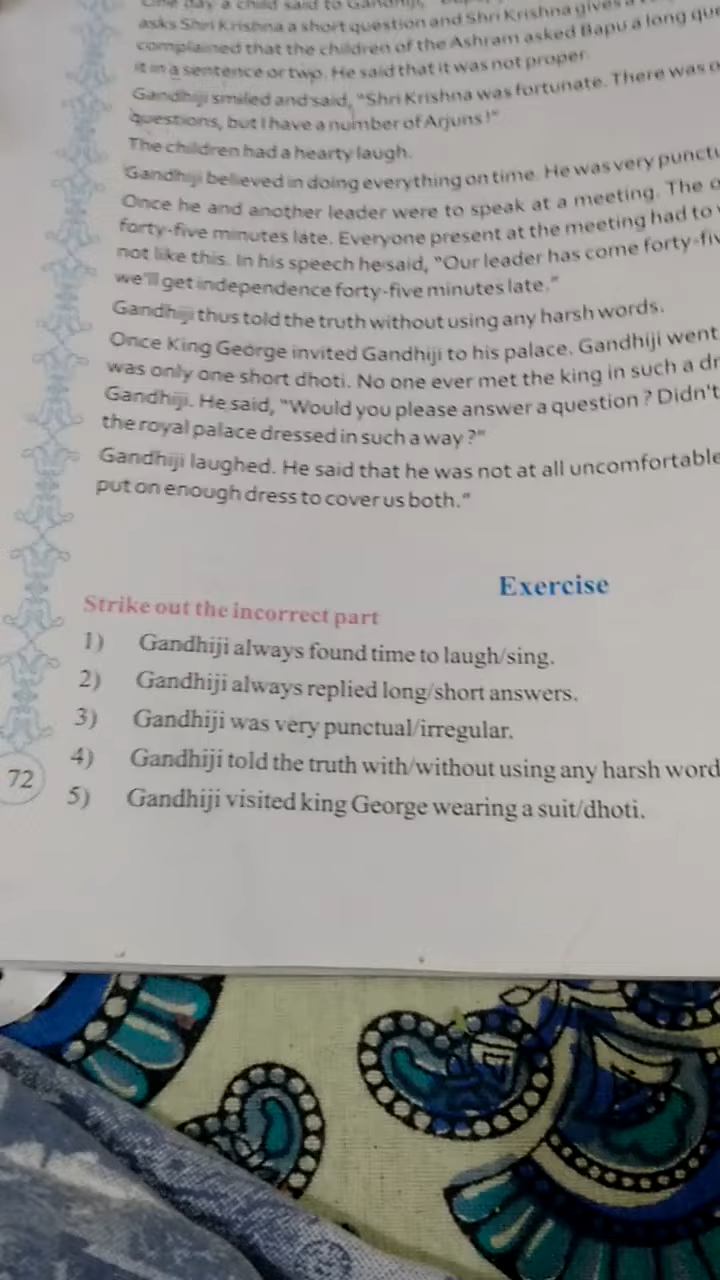 One day a child said to Gandhiji,
asks Shri Krishna a short question and Shri Krishna gives a
complained that the children of the Ashram asked Bapu a long que
it in a sentence or two. He said that it was not proper.
Gandhiji smiled and said, "Shri Krishna was fortunate. There was o
questions, but I have a number of Arjuns!"
The children had a hearty laugh.
Gandhiji believed in doing everything on time. He was very punctu
Once he and another leader were to speak at a meeting. The o
forty-five minutes late. Everyone present at the meeting had to
not like this. In his speech he said, "Our leader has come forty-fiv
we'll get independence forty-five minutes late."
Gandhiji thus told the truth without using any harsh words.
Once King George invited Gandhiji to his palace. Gandhiji went
was only one short dhoti. No one ever met the king in such a dr
Gandhiji. He said, "Would you please answer a question ? Didn't
the royal palace dressed in such a way ?"
Gandhiji laughed. He said that he was not at all uncomfortable
put on enough dress to cover us both."
Exercise
Strike out the incorrect part
1) Gandhiji always found time to laugh/sing.
2) Gandhiji always replied long/short answers.
3) Gandhiji was very punctual/irregular.
4) Gandhiji told the truth with/without using any harsh word
5) Gandhiji visited king George wearing a suit/dhoti.
72